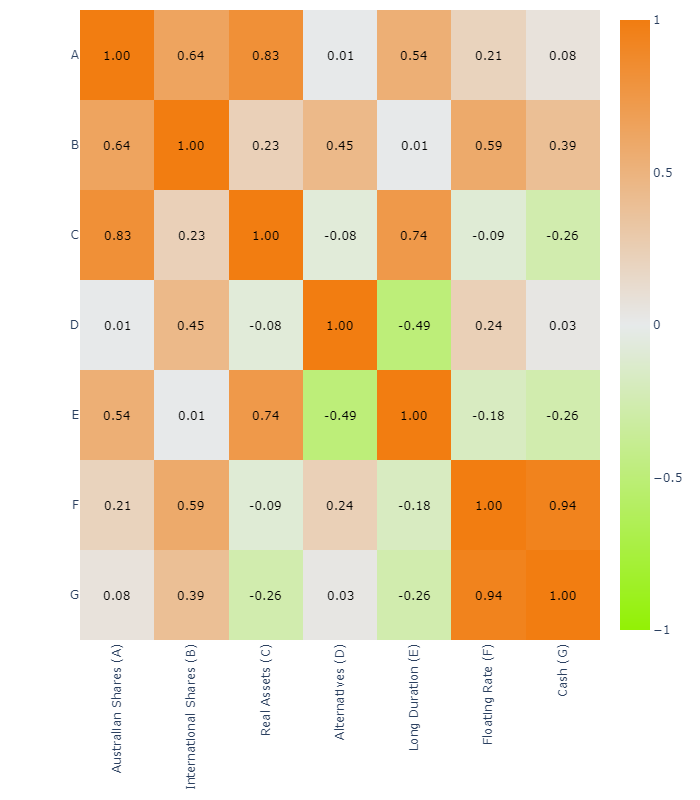 A 1.00 0.64 0.83 0.01 0.54 0.21 0.08
B 0.64 1.00 0.23 0.45 0.01 0.59 0.39
C 0.83 0.23 1.00 -0.08 0.74 -0.09 -0.26
D 0.01 0.45 -0.08 1.00 -0.49 0.24 0.03
E 0.54 0.01 0.74 -0.49 1.00 -0.18 -0.26
F 0.21 0.59 -0.09 0.24 -0.18 1.00 0.94
G 0.08 0.39 -0.26 0.03 -0.26 0.94 1.00
Australian Shares (A)
International Shares (B)
Real Assets (C)
Alternatives (D)
Long Duration (E)
Floating Rate (F)
Cash (G)
1
0.5
0
−0.5
−1